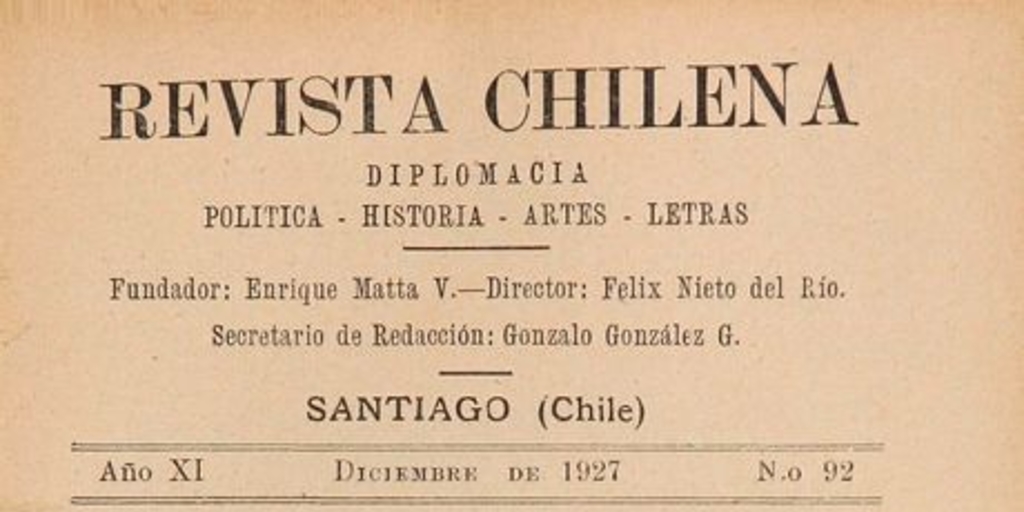 REVISTA CHILENA
DIPLOMACIA
POLITICA - HISTORIA - ARTES - LETRAS
Fundador: Enrique Matta V.—Director: Felix Nieto del Río.
Secretario de Redacción: Gonzalo González G.
SANTIAGO (Chile)
Año XI DICIEMBRE DE 1927 N.o 92